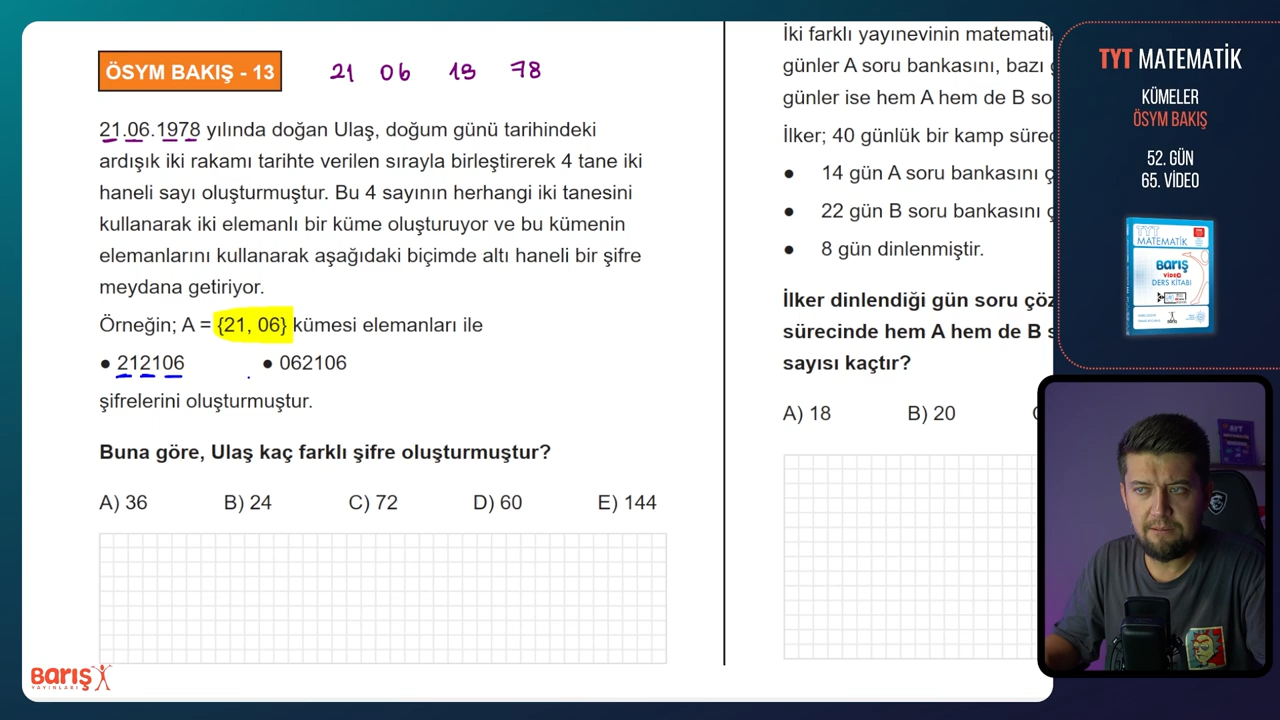 ÖSYM BAKIŞ - 13
21 06 19 78
21.06.1978 yılında doğan Ulaş, doğum günü tarihindeki
ardışık iki rakamı tarihte verilen sırayla birleştirerek 4 tane iki
haneli sayı oluşturmuştur. Bu 4 sayının herhangi iki tanesini
kullanarak iki elemanlı bir küme oluşturuyor ve bu kümenin
elemanlarını kullanarak aşağıdaki biçimde altı haneli bir şifre
meydana getiriyor.
Örneğin; A = {21, 06} kümesi elemanları ile
● 212106 ● 062106
şifrelerini oluşturmuştur.
Buna göre, Ulaş kaç farklı şifre oluşturmuştur?
A) 36 B) 24 C) 72 D) 60 E) 144
BARIŞ
YAYINLARI
İki farklı yayınevinin matemati
günler A soru bankasını, bazı
günler ise hem A hem de B so
İlker; 40 günlük bir kamp süre
● 14 gün A soru bankasını ç
● 22 gün B soru bankasını ç
● 8 gün dinlenmiştir.
İlker dinlendiği gün soru çöz
sürecinde hem A hem de B s
sayısı kaçtır?
A) 18 B) 20
TYT MATEMATİK
KÜMELER
ÖSYM BAKIŞ
52. GÜN
65. VİDEO
TYT
MATEMATİK
BARIŞ
VİDEO
DERS KİTABI